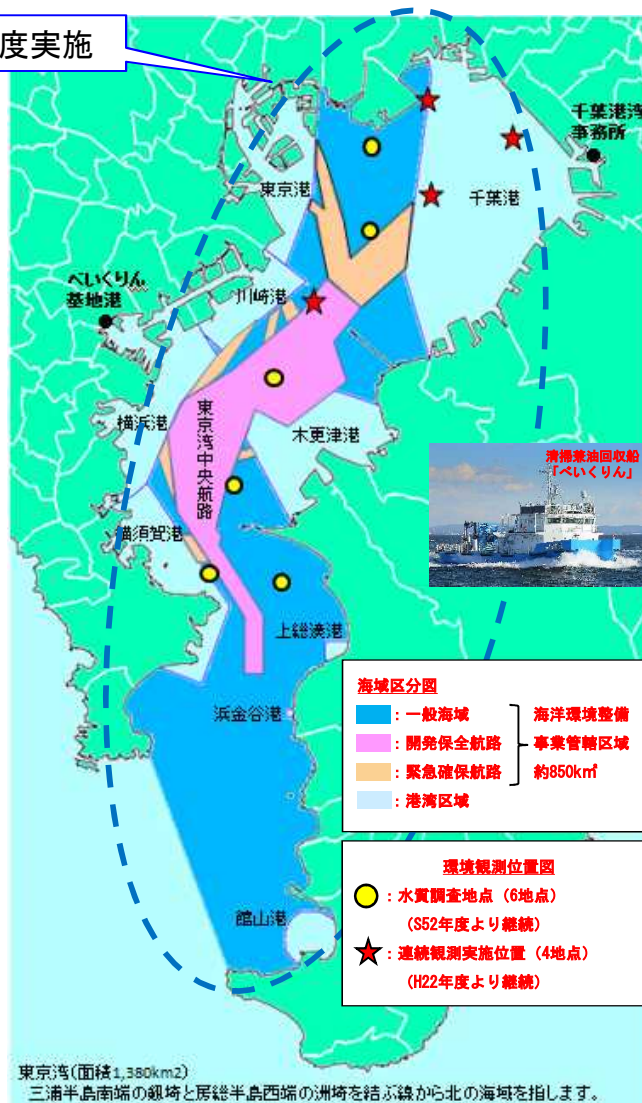 度実施
千葉港湾
事務所
東京港
千葉港
べいくりん
基地港
川崎港
横浜港
東京湾中央航路
木更津港
清掃兼油回収船
「べいくりん」
横須賀港
上総湊港
浜金谷港
館山港
海域区分図
：一般海域
：開発保全航路
：緊急確保航路
：港湾区域
海洋環境整備
事業管轄区域
約850k㎡
環境観測位置図
：水質調査地点（6地点）
（S52年度より継続）
：連続観測実施位置（4地点）
（H22年度より継続）
東京湾(面積1,380km2)
三浦半島南端の剱埼と房総半島西端の洲埼を結ぶ線から北の海域を指します。